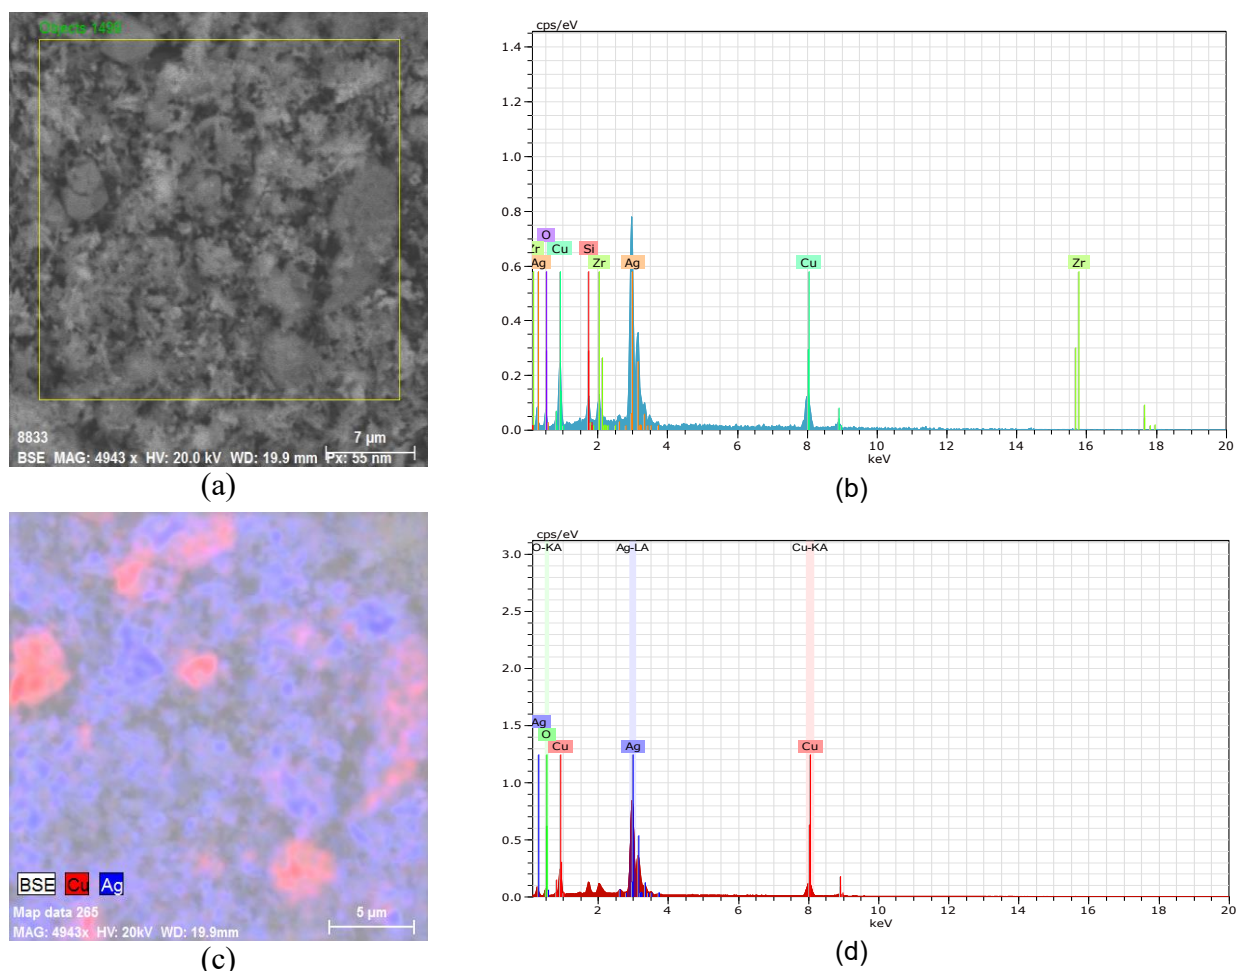 Objects 1496
8833
7 µm
BSE MAG: 4943 x HV: 20.0 kV WD: 19.9 mm Px: 55 nm
(a)
cps/eV
1.4
1.2
1.0
0.8
0.6
0.4
0.2
0.0
O
Zr Cu Si
Ag Zr Ag Cu Zr
2 4 6 8 10 12 14 16 18 20
keV
(b)
BSE Cu Ag
Map data 265
MAG: 4943x HV: 20kV WD: 19.9mm
5 µm
(c)
cps/eV
O-KA Ag-LA Cu-KA
3.0
2.5
2.0
1.5
1.0
0.5
0.0
Ag
O
Cu Ag Cu
2 4 6 8 10 12 14 16 18 20
keV
(d)